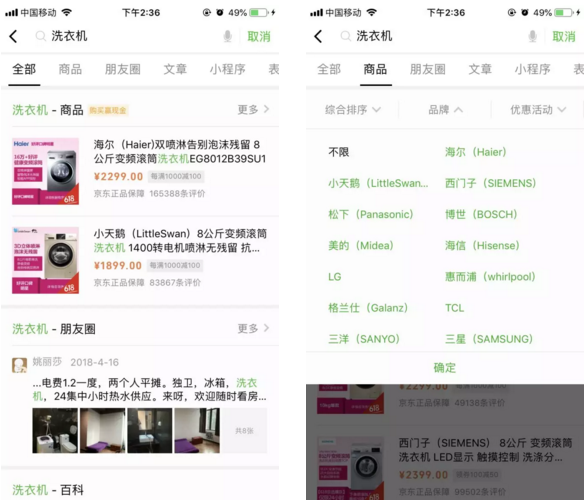 中国移动 下午2:36 49%
洗衣机 取消
全部 商品 朋友圈 文章 小程序 表
洗衣机 - 商品 购买赢现金 更多
海尔（Haier)双喷淋告别泡沫残留 8
公斤变频滚筒洗衣机EG8012B39SU1
¥2299.00 每满1000减100
京东正品保障 165388条评价
小天鹅（LittleSwan）8公斤变频滚筒
洗衣机 1400转电机喷淋无残留 抗...
¥1899.00 每满1000减100
京东正品保障 83867条评价
洗衣机 - 朋友圈 更多
姚丽莎 2018-4-16
...电费1.2一度，两个人平摊。独卫，冰箱，洗衣
机，24集中小时热水供应。来呀，欢迎随时看房...
共8张
洗衣机 - 百科
中国移动 下午2:36 49%
洗衣机 取消
全部 商品 朋友圈 文章 小程序 表
综合排序 品牌 优惠活动
不限 海尔（Haier)
小天鹅（LittleSwan... 西门子（SIEMENS)
松下（Panasonic) 博世（BOSCH)
美的（Midea) 海信（Hisense)
LG 惠而浦（whirlpool)
格兰仕（Galanz) TCL
三洋（SANYO) 三星（SAMSUNG)
确定
¥2299.00
京东正品保障 49138条评价
西门子（SIEMENS） 8公斤 变频滚筒
洗衣机 LED显示 触摸控制 洗涤分...
¥2399.00
京东正品保障 99502条评价